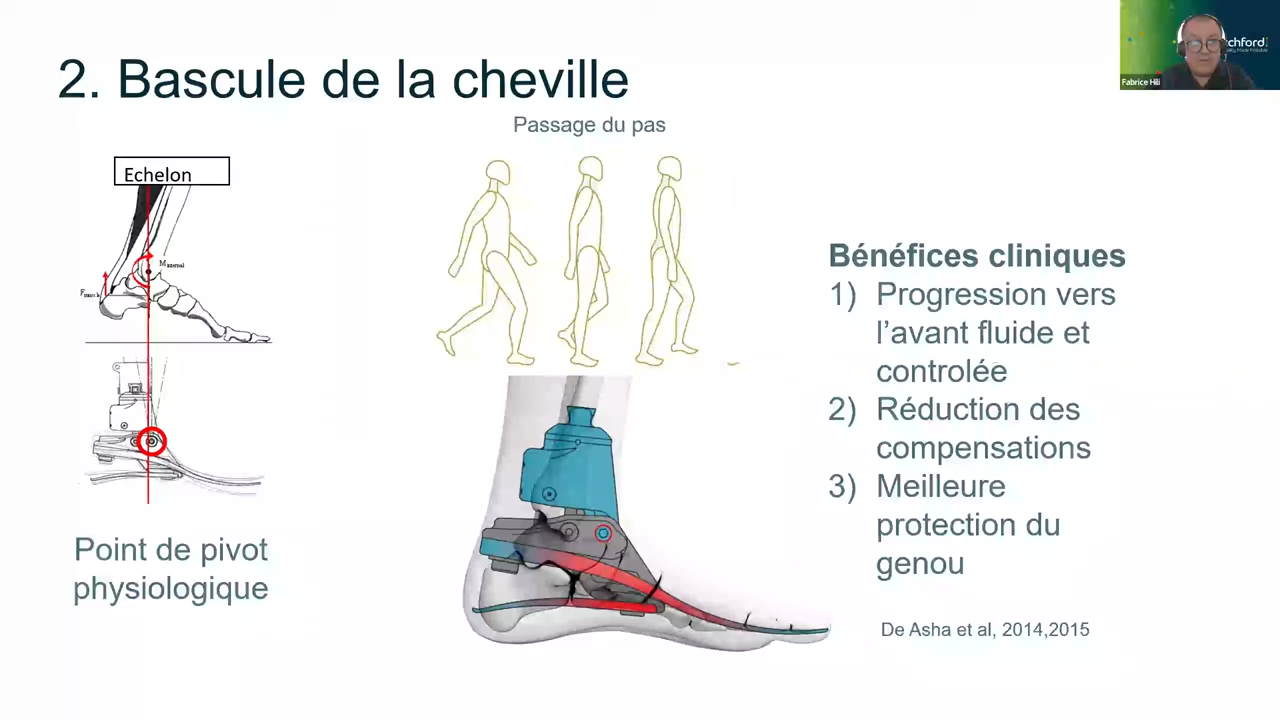 2. Bascule de la cheville
Passage du pas
Echelon
Point de pivot
physiologique
Bénéfices cliniques
1) Progression vers
l’avant fluide et
controlée
2) Réduction des
compensations
3) Meilleure
protection du
genou
De Asha et al, 2014,2015
Fabrice Hili
chford